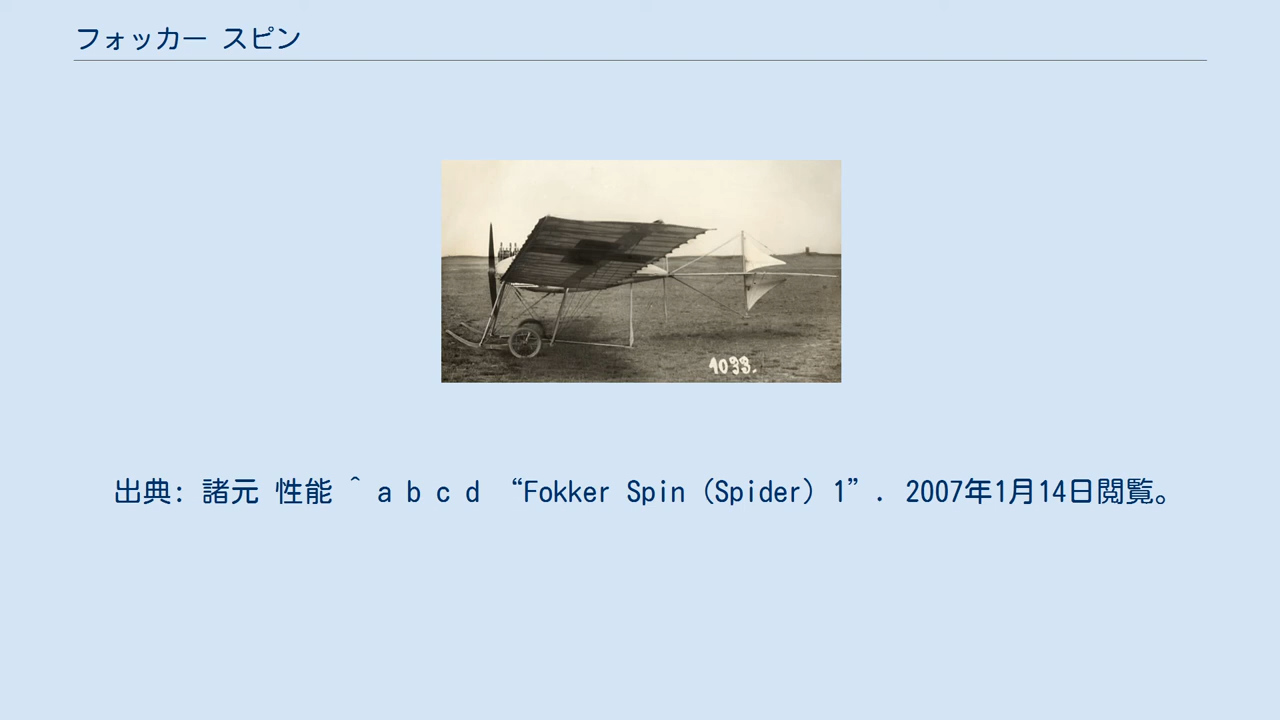 フォッカー スピン
1033.
出典: 諸元 性能 ^ a b c d “Fokker Spin (Spider) 1”. 2007年1月14日閲覧。